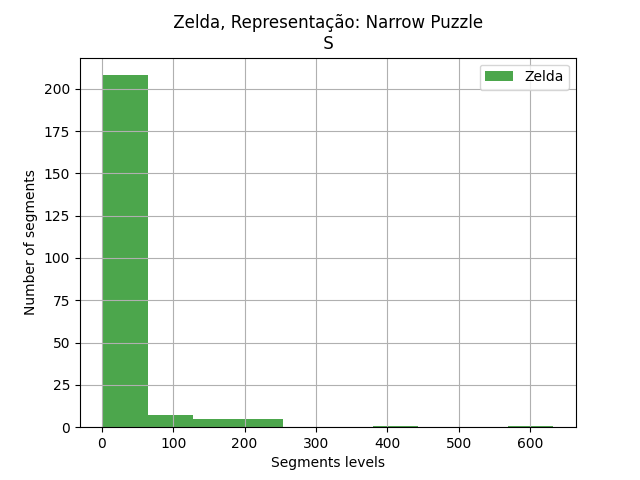 Zelda, Representação: Narrow Puzzle
S
Zelda
200
175
150
125
100
75
50
25
0
Number of segments
0 100 200 300 400 500 600
Segments levels